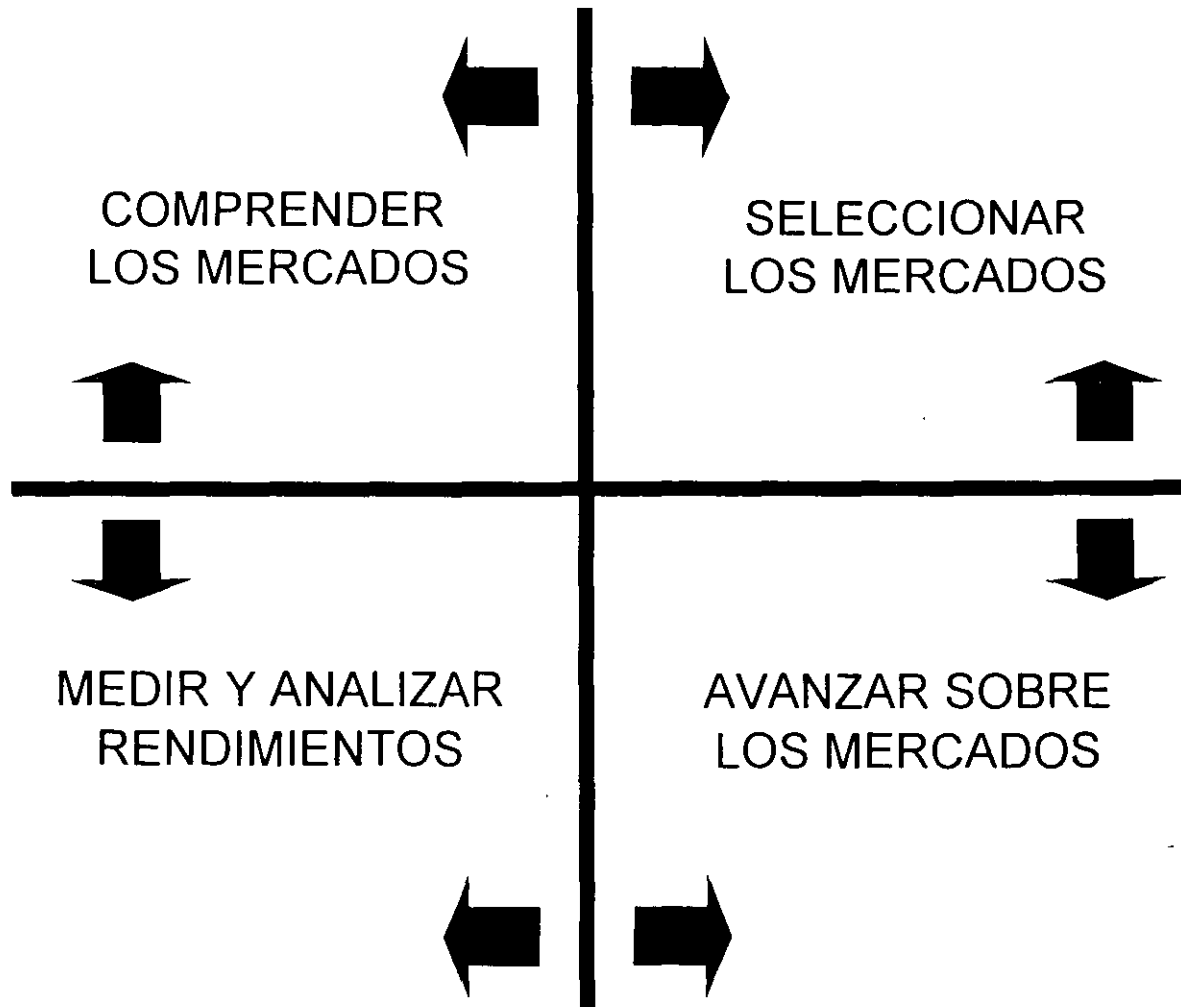 COMPRENDER
LOS MERCADOS
SELECCIONAR
LOS MERCADOS
MEDIR Y ANALIZAR
RENDIMIENTOS
AVANZAR SOBRE
LOS MERCADOS